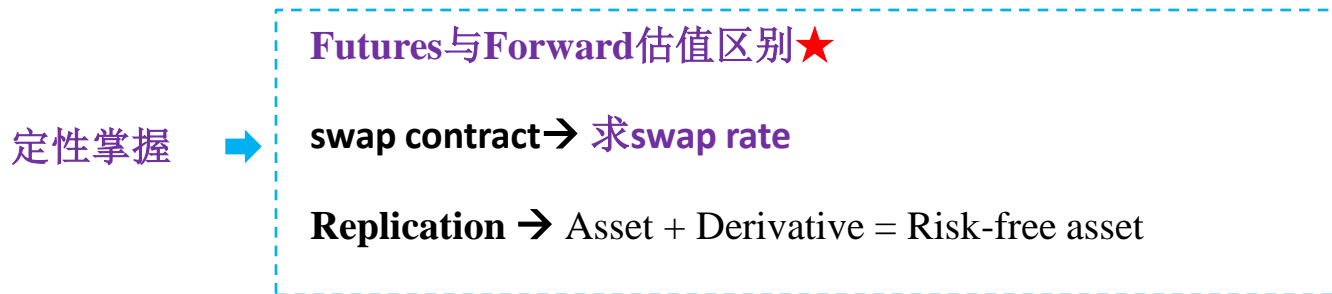 Futures与Forward估值区别★
定性掌握
swap contract→ 求swap rate
Replication → Asset + Derivative = Risk-free asset